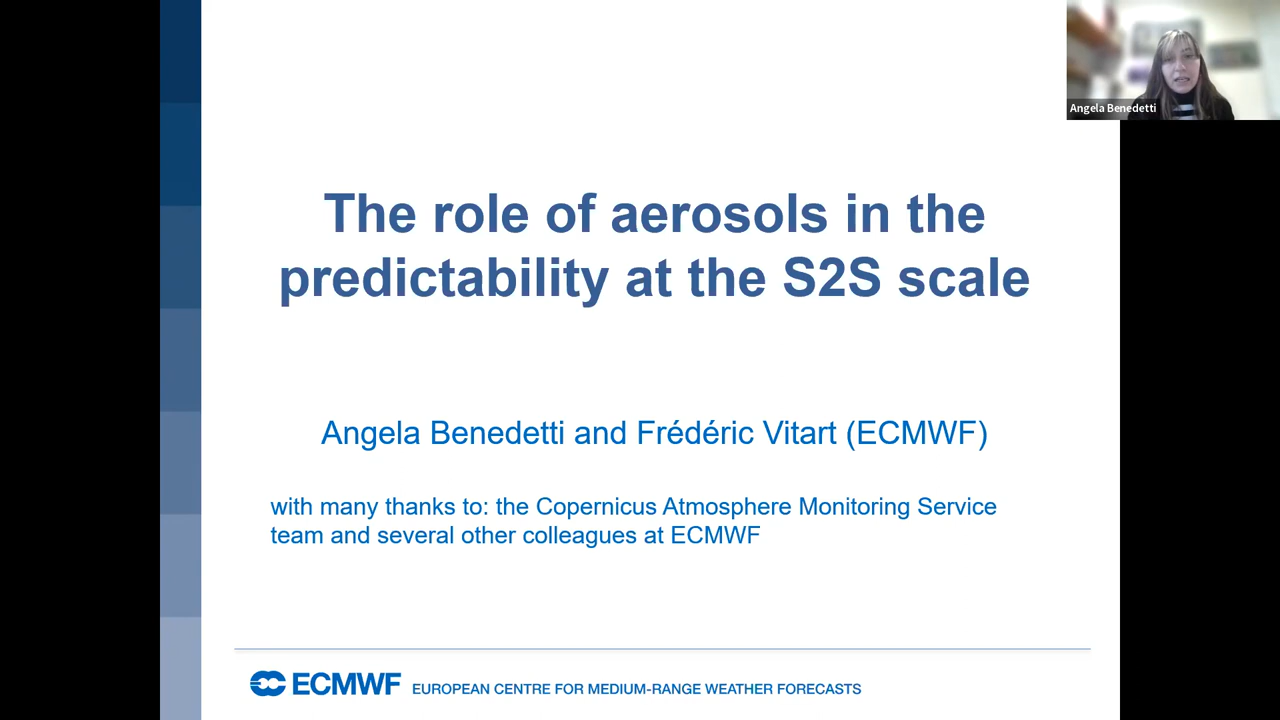 Angela Benedetti
The role of aerosols in the
predictability at the S2S scale
Angela Benedetti and Frédéric Vitart (ECMWF)
with many thanks to: the Copernicus Atmosphere Monitoring Service
team and several other colleagues at ECMWF
ECMWF EUROPEAN CENTRE FOR MEDIUM-RANGE WEATHER FORECASTS